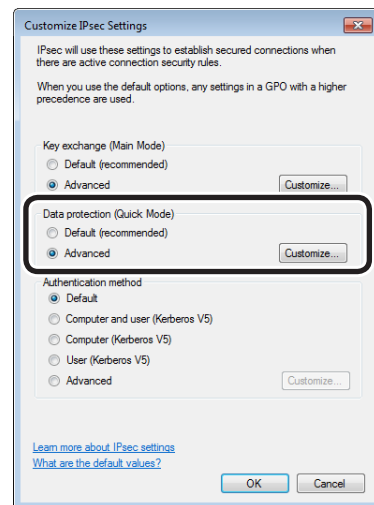 Customize IPsec Settings
IPsec will use these settings to establish secured connections when
there are active connection security rules.
When you use the default options, any settings in a GPO with a higher
precedence are used.
Key exchange (Main Mode)
Default (recommended)
Advanced
Customize...
Data protection (Quick Mode)
Default (recommended)
Advanced
Customize...
Authentication method
Default
Computer and user (Kerberos V5)
Computer (Kerberos V5)
User (Kerberos V5)
Advanced
Customize...
Learn more about IPsec settings
What are the default values?
OK
Cancel